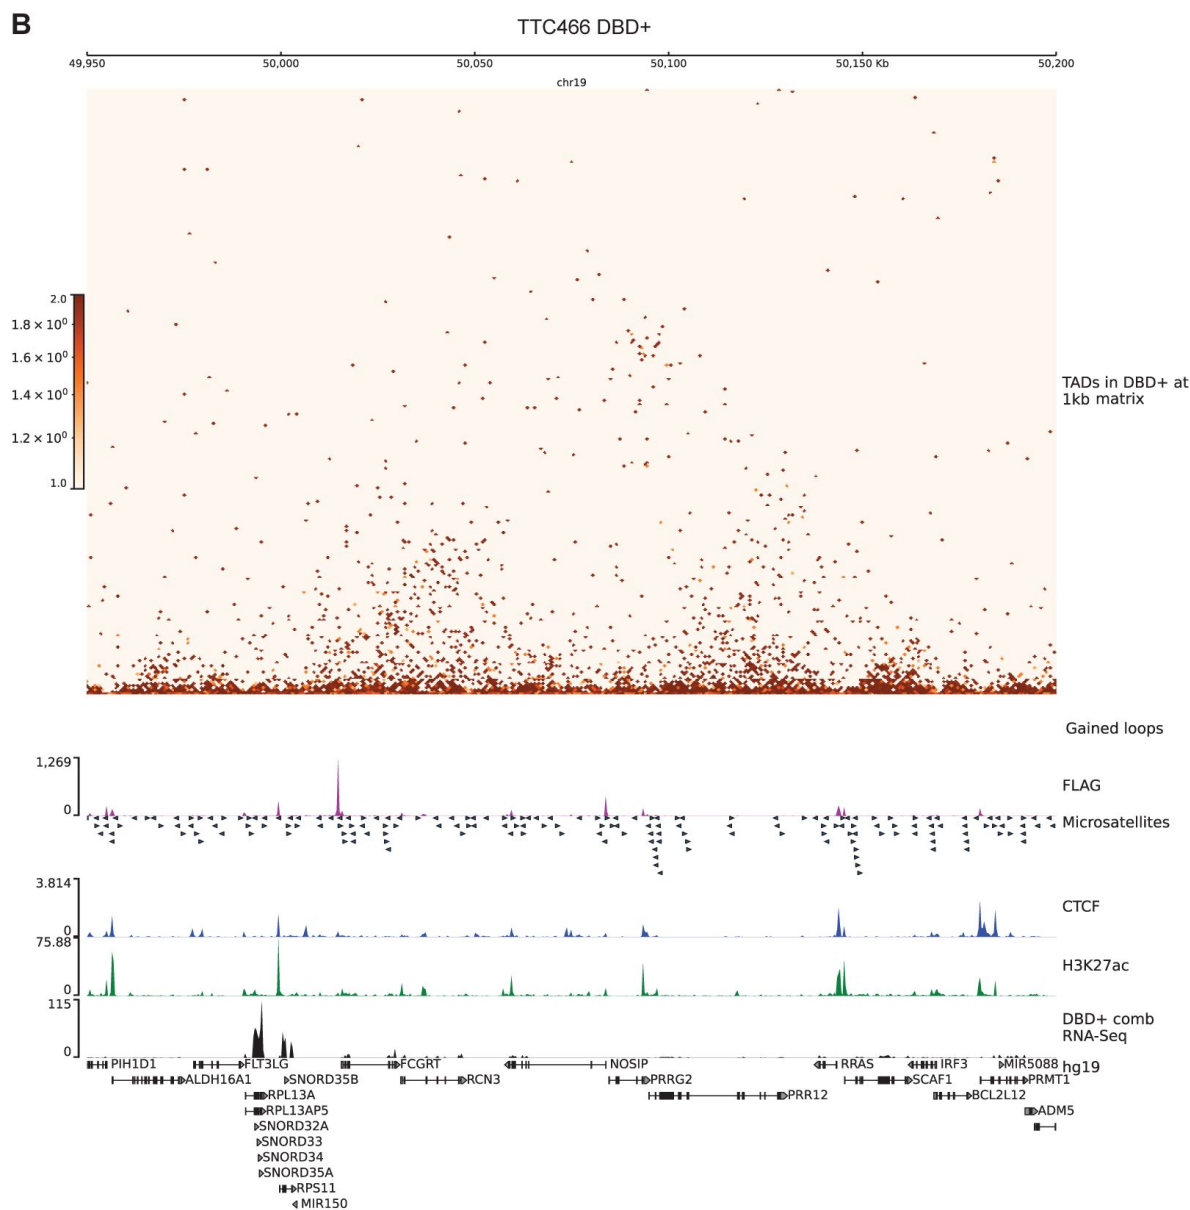 B
TTC466 DBD+
49,950 50,000 50,050 50,100 50,150 Kb 50,200
chr19
2.0
1.8 × 10⁰
1.6 × 10⁰
1.4 × 10⁰
1.2 × 10⁰
1.0
TADs in DBD+ at
1kb matrix
Gained loops
1,269
0
FLAG
Microsatellites
3.814
0
CTCF
75.88
0
H3K27ac
115
0
DBD+ comb
RNA-Seq
hg19
PIH1D1 FLT3LG FCGRT NOSIP RRAS IRF3 MIR5088
ALDH16A1 SNORD35B RCN3 PRRG2 SCAF1 PRMT1
RPL13A PRR12 BCL2L12
RPL13AP5 ADM5
SNORD32A
SNORD33
SNORD34
SNORD35A
RPS11
MIR150